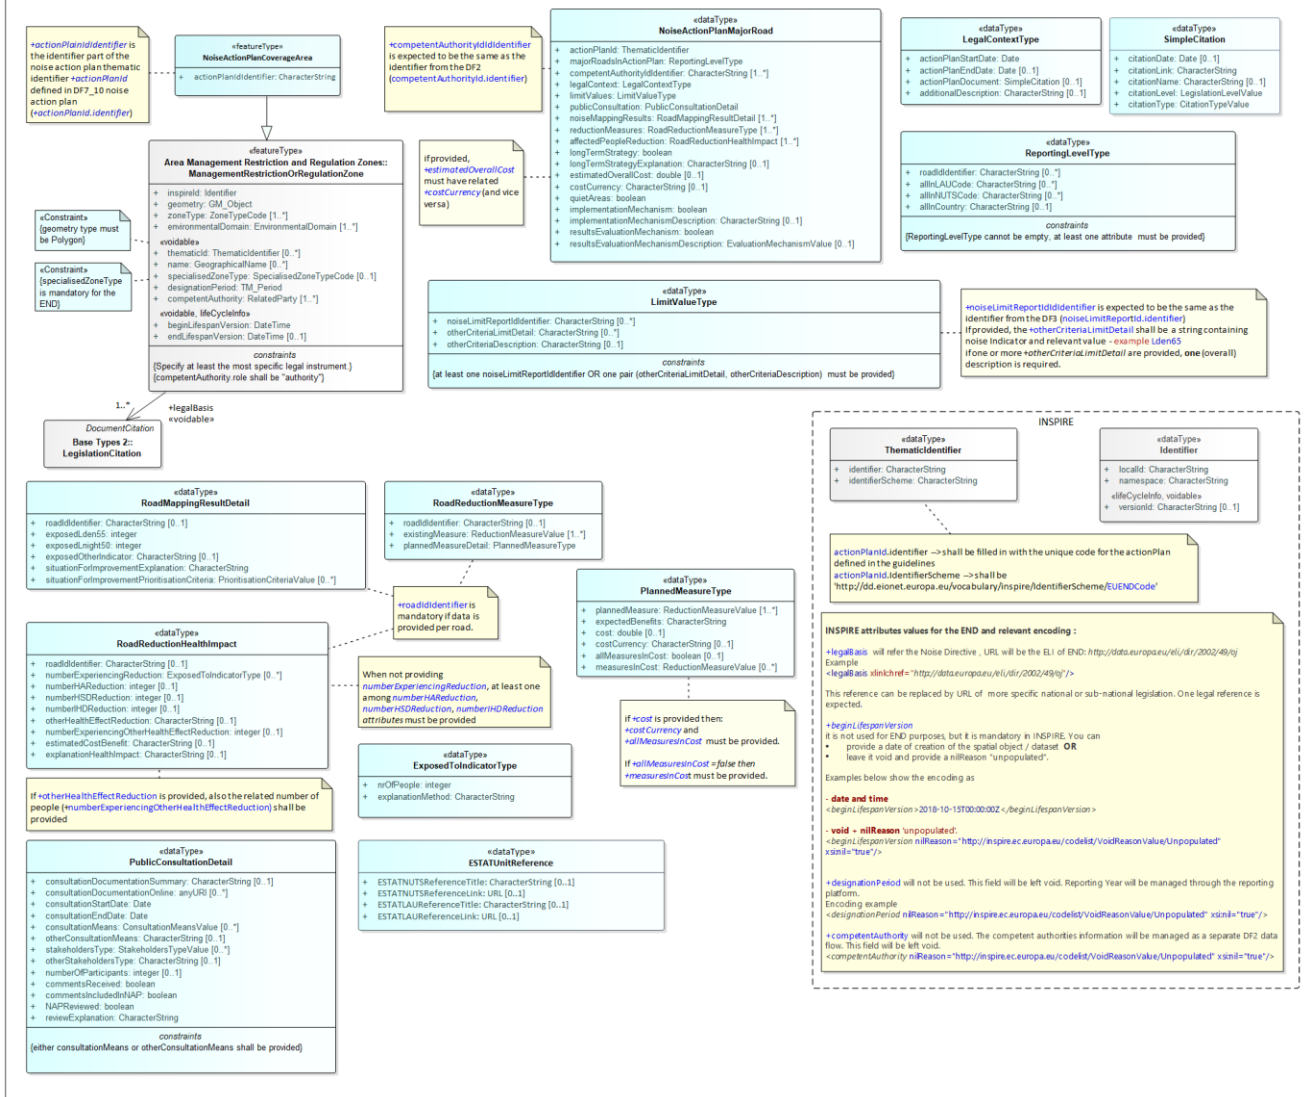 +actionPlainIdIdentifier is
the identifier part of the
noise action plan thematic
identifier +actionPlanId
defined in DF7_10 noise
action plan
(+actionPlanId.identifier)
«featureType»
NoiseActionPlanCoverageArea
+ actionPlanIdIdentifier: CharacterString
+competentAuthorityIdIdentifier
is expected to be the same as the
identifier from the DF2
(competentAuthorityId.identifier)
«dataType»
NoiseActionPlanMajorRoad
+ actionPlanId: ThematicIdentifier
+ majorRoadsInActionPlan: ReportingLevelType
+ competentAuthorityIdentifier: CharacterString [1..*]
+ legalContext: LegalContextType
+ limitValues: LimitValueType
+ publicConsultation: PublicConsultationDetail
+ noiseMappingResults: RoadMappingResultDetail [1..*]
+ reductionMeasures: RoadReductionMeasureType [1..*]
+ affectedPeopleReduction: RoadReductionHealthImpact [1..*]
+ longTermStrategy: boolean
+ longTermStrategyExplanation: CharacterString [0..1]
+ estimatedOverallCost: double [0..1]
+ costCurrency: CharacterString [0..1]
+ quietAreas: boolean
+ implementationMechanism: boolean
+ implementationMechanismDescription: CharacterString [0..1]
+ resultsEvaluationMechanism: boolean
+ resultsEvaluationMechanismDescription: EvaluationMechanismValue [0..1]
«dataType»
LegalContextType
+ actionPlanStartDate: Date
+ actionPlanEndDate: Date [0..1]
+ actionPlanDocument: SimpleCitation [0..1]
+ additionalDescription: CharacterString [0..1]
«dataType»
SimpleCitation
+ citationDate: Date [0..1]
+ citationLink: CharacterString
+ citationName: CharacterString [0..1]
+ citationLevel: LegislationLevelValue
+ citationType: CitationTypeValue
«featureType»
Area Management Restriction and Regulation Zones::
ManagementRestrictionOrRegulationZone
+ inspireId: Identifier
+ geometry: GM_Object
+ zoneType: ZoneTypeCode [1..*]
+ environmentalDomain: EnvironmentalDomain [1..*]
«voidable»
+ thematicId: ThematicIdentifier [0..*]
+ name: GeographicalName [0..*]
+ specialisedZoneType: SpecialisedZoneTypeCode [0..1]
+ designationPeriod: TM_Period
+ competentAuthority: RelatedParty [1..*]
«voidable, lifeCycleInfo»
+ beginLifespanVersion: DateTime
+ endLifespanVersion: DateTime [0..1]
constraints
{Specify at least the most specific legal instrument.}
{competentAuthority.role shall be "authority"}
«Constraint»
{geometry type must
be Polygon}
«Constraint»
{specialisedZoneType
is mandatory for the
END}
if provided,
+estimatedOverallCost
must have related
+costCurrency (and vice
versa)
«dataType»
ReportingLevelType
+ roadIdIdentifier: CharacterString [0..*]
+ allInLAUCode: CharacterString [0..*]
+ allInNUTSCode: CharacterString [0..*]
+ allInCountry: CharacterString [0..1]
constraints
{ReportingLevelType cannot be empty, at least one attribute must be provided}
«dataType»
LimitValueType
+ noiseLimitReportIdIdentifier: CharacterString [0..*]
+ otherCriteriaLimitDetail: CharacterString [0..*]
+ otherCriteriaDescription: CharacterString [0..1]
constraints
{at least one noiseLimitReportIdIdentifier OR one pair (otherCriteriaLimitDetail, otherCriteriaDescription) must be provided}
+noiseLimitReportIdIdentifier is expected to be the same as the
identifier from the DF3 (noiseLimitReportId.identifier)
If provided, the +otherCriteriaLimitDetail shall be a string containing
noise Indicator and relevant value - example Lden65
if one or more +otherCriteriaLimitDetail are provided, one (overall)
description is required.
1..*
+legalBasis
«voidable»
DocumentCitation
Base Types 2::
LegislationCitation
INSPIRE
«dataType»
ThematicIdentifier
+ identifier: CharacterString
+ identifierScheme: CharacterString
«dataType»
Identifier
+ localId: CharacterString
+ namespace: CharacterString
«lifeCycleInfo, voidable»
+ versionId: CharacterString [0..1]
«dataType»
RoadMappingResultDetail
+ roadIdIdentifier: CharacterString [0..1]
+ exposedLden55: integer
+ exposedLnight50: integer
+ exposedOtherIndicator: CharacterString [0..1]
+ situationForImprovementExplanation: CharacterString
+ situationForImprovementPrioritisationCriteria: PrioritisationCriteriaValue [0..*]
«dataType»
RoadReductionMeasureType
+ roadIdIdentifier: CharacterString [0..1]
+ existingMeasure: ReductionMeasureValue [1..*]
+ plannedMeasureDetail: PlannedMeasureType
actionPlanId.identifier -->shall be filled in with the unique code for the actionPlan
defined in the guidelines
actionPlanId.IdentifierScheme -->shall be
'http://dd.eionet.europa.eu/vocabulary/inspire/IdentifierScheme/EUENDCode'
«dataType»
PlannedMeasureType
+ plannedMeasure: ReductionMeasureValue [1..*]
+ expectedBenefits: CharacterString
+ cost: double [0..1]
+ costCurrency: CharacterString [0..1]
+ allMeasuresInCost: boolean [0..1]
+ measuresInCost: ReductionMeasureValue [0..*]
+roadIdIdentifier is
mandatory if data is
provided per road.
«dataType»
RoadReductionHealthImpact
+ roadIdIdentifier: CharacterString [0..1]
+ numberExperiencingReduction: ExposedToIndicatorType [0..*]
+ numberHAReduction: integer [0..1]
+ numberHSDReduction: integer [0..1]
+ numberIHDReduction: integer [0..1]
+ otherHealthEffectReduction: CharacterString [0..1]
+ numberExperiencingOtherHealthEffectReduction: integer [0..1]
+ estimatedCostBenefit: CharacterString [0..1]
+ explanationHealthImpact: CharacterString [0..1]
When not providing
numberExperiencingReduction, at least one
among numberHAReduction,
numberHSDReduction, numberIHDReduction
attributes must be provided
if +cost is provided then:
+costCurrency and
+allMeasuresInCost must be provided.
If +allMeasuresInCost =false then
+measuresInCost must be provided.
«dataType»
ExposedToIndicatorType
+ nrOfPeople: integer
+ explanationMethod: CharacterString
If +otherHealthEffectReduction is provided, also the related number of
people (+numberExperiencingOtherHealthEffectReduction) shall be
provided
«dataType»
PublicConsultationDetail
+ consultationDocumentationSummary: CharacterString [0..1]
+ consultationDocumentationOnline: anyURI [0..*]
+ consultationStartDate: Date
+ consultationEndDate: Date
+ consultationMeans: ConsultationMeansValue [0..*]
+ otherConsultationMeans: CharacterString [0..1]
+ stakeholdersType: StakeholdersTypeValue [0..*]
+ otherStakeholdersType: CharacterString [0..1]
+ numberOfParticipants: integer [0..1]
+ commentsReceived: boolean
+ commentsIncludedInNAP: boolean
+ NAPReviewed: boolean
+ reviewExplanation: CharacterString
constraints
{either consultationMeans or otherConsultationMeans shall be provided}
«dataType»
ESTATUnitReference
+ ESTATNUTSReferenceTitle: CharacterString [0..1]
+ ESTATNUTSReferenceLink: URL [0..1]
+ ESTATLAUReferenceTitle: CharacterString [0..1]
+ ESTATLAUReferenceLink: URL [0..1]
INSPIRE attributes values for the END and relevant encoding :
+legalBasis will refer the Noise Directive , URL will be the ELI of END: http://data.europa.eu/eli/dir/2002/49/oj
Example
<legalBasis xlink:href="http://data.europa.eu/eli/dir/2002/49/oj"/>
This reference can be replaced by URL of more specific national or sub-national legislation. One legal reference is
expected.
+beginLifespanVersion
it is not used for END purposes, but it is mandatory in INSPIRE. You can
• provide a date of creation of the spatial object / dataset OR
• leave it void and provide a nilReason "unpopulated".
Examples below show the encoding as
- date and time
<beginLifespanVersion>2018-10-15T00:00:00Z</beginLifespanVersion>
- void + nilReason 'unpopulated'.
<beginLifespanVersion nilReason="http://inspire.ec.europa.eu/codelist/VoidReasonValue/Unpopulated"
xsi:nil="true"/>
+designationPeriod will not be used. This field will be left void. Reporting Year will be managed through the reporting
platform.
Encoding example
<designationPeriod nilReason="http://inspire.ec.europa.eu/codelist/VoidReasonValue/Unpopulated" xsi:nil="true"/>
+competentAuthority will not be used. The competent authorities information will be managed as a separate DF2 data
flow. This field will be left void.
<competentAuthority nilReason="http://inspire.ec.europa.eu/codelist/VoidReasonValue/Unpopulated" xsi:nil="true"/>